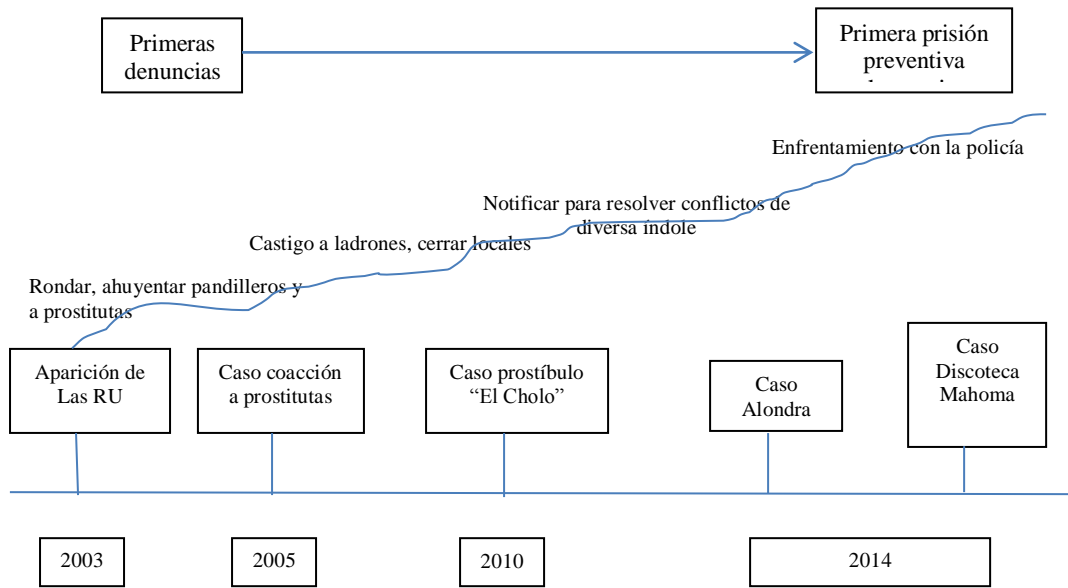 Primeras
denuncias
Primera prisión
preventiva
Enfrentamiento con la policía
Notificar para resolver conflictos de
diversa índole
Castigo a ladrones, cerrar locales
Rondar, ahuyentar pandilleros y
a prostitutas
Aparición de
Las RU
Caso coacción
a prostitutas
Caso prostíbulo
“El Cholo”
Caso
Alondra
Caso
Discoteca
Mahoma
2003
2005
2010
2014